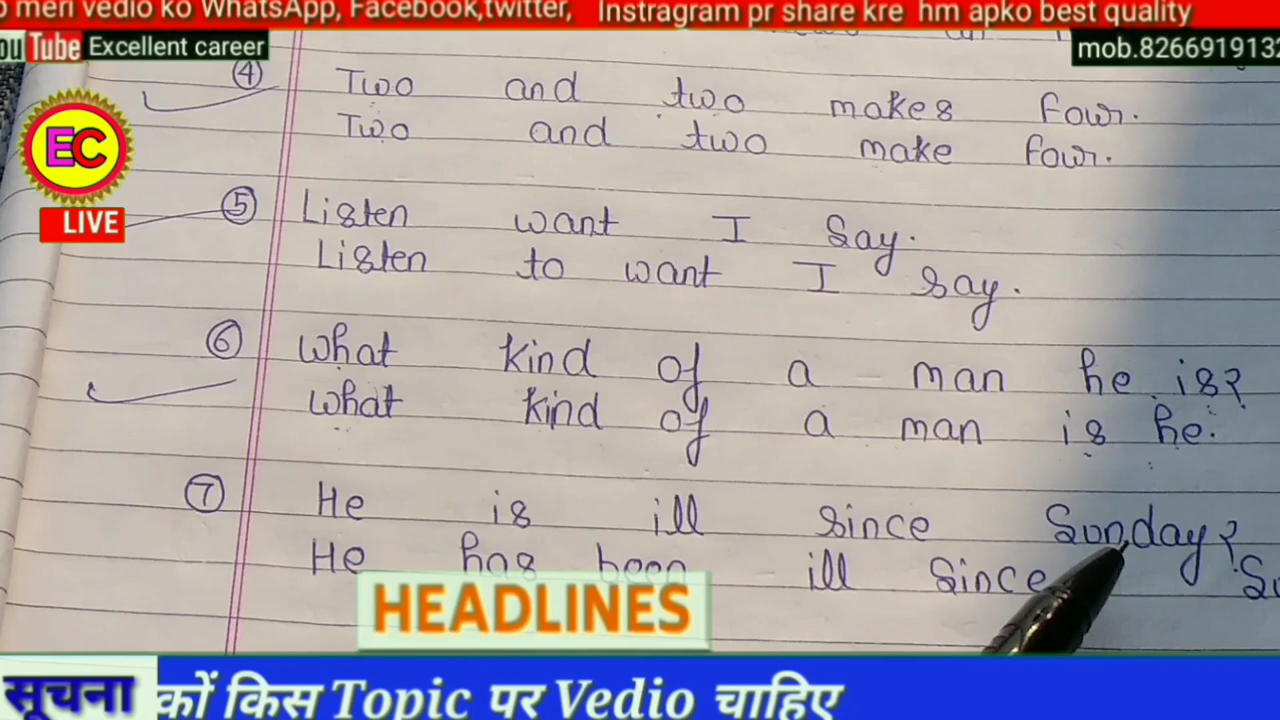 meri vedio ko WhatsApp, Facebook,twitter, Instragram pr share kre hm apko best quality
You Tube Excellent career
mob.8266919132
④ Two and two makes four.
Two and two make four.
EC
LIVE
⑤ Listen want I Say.
Listen to want I say.
⑥ What kind of a man he is?
what kind of a man is he.
⑦ He is ill since Sunday?
He has been ill since
HEADLINES
सूचना कों किस Topic पर Vedio चाहिए